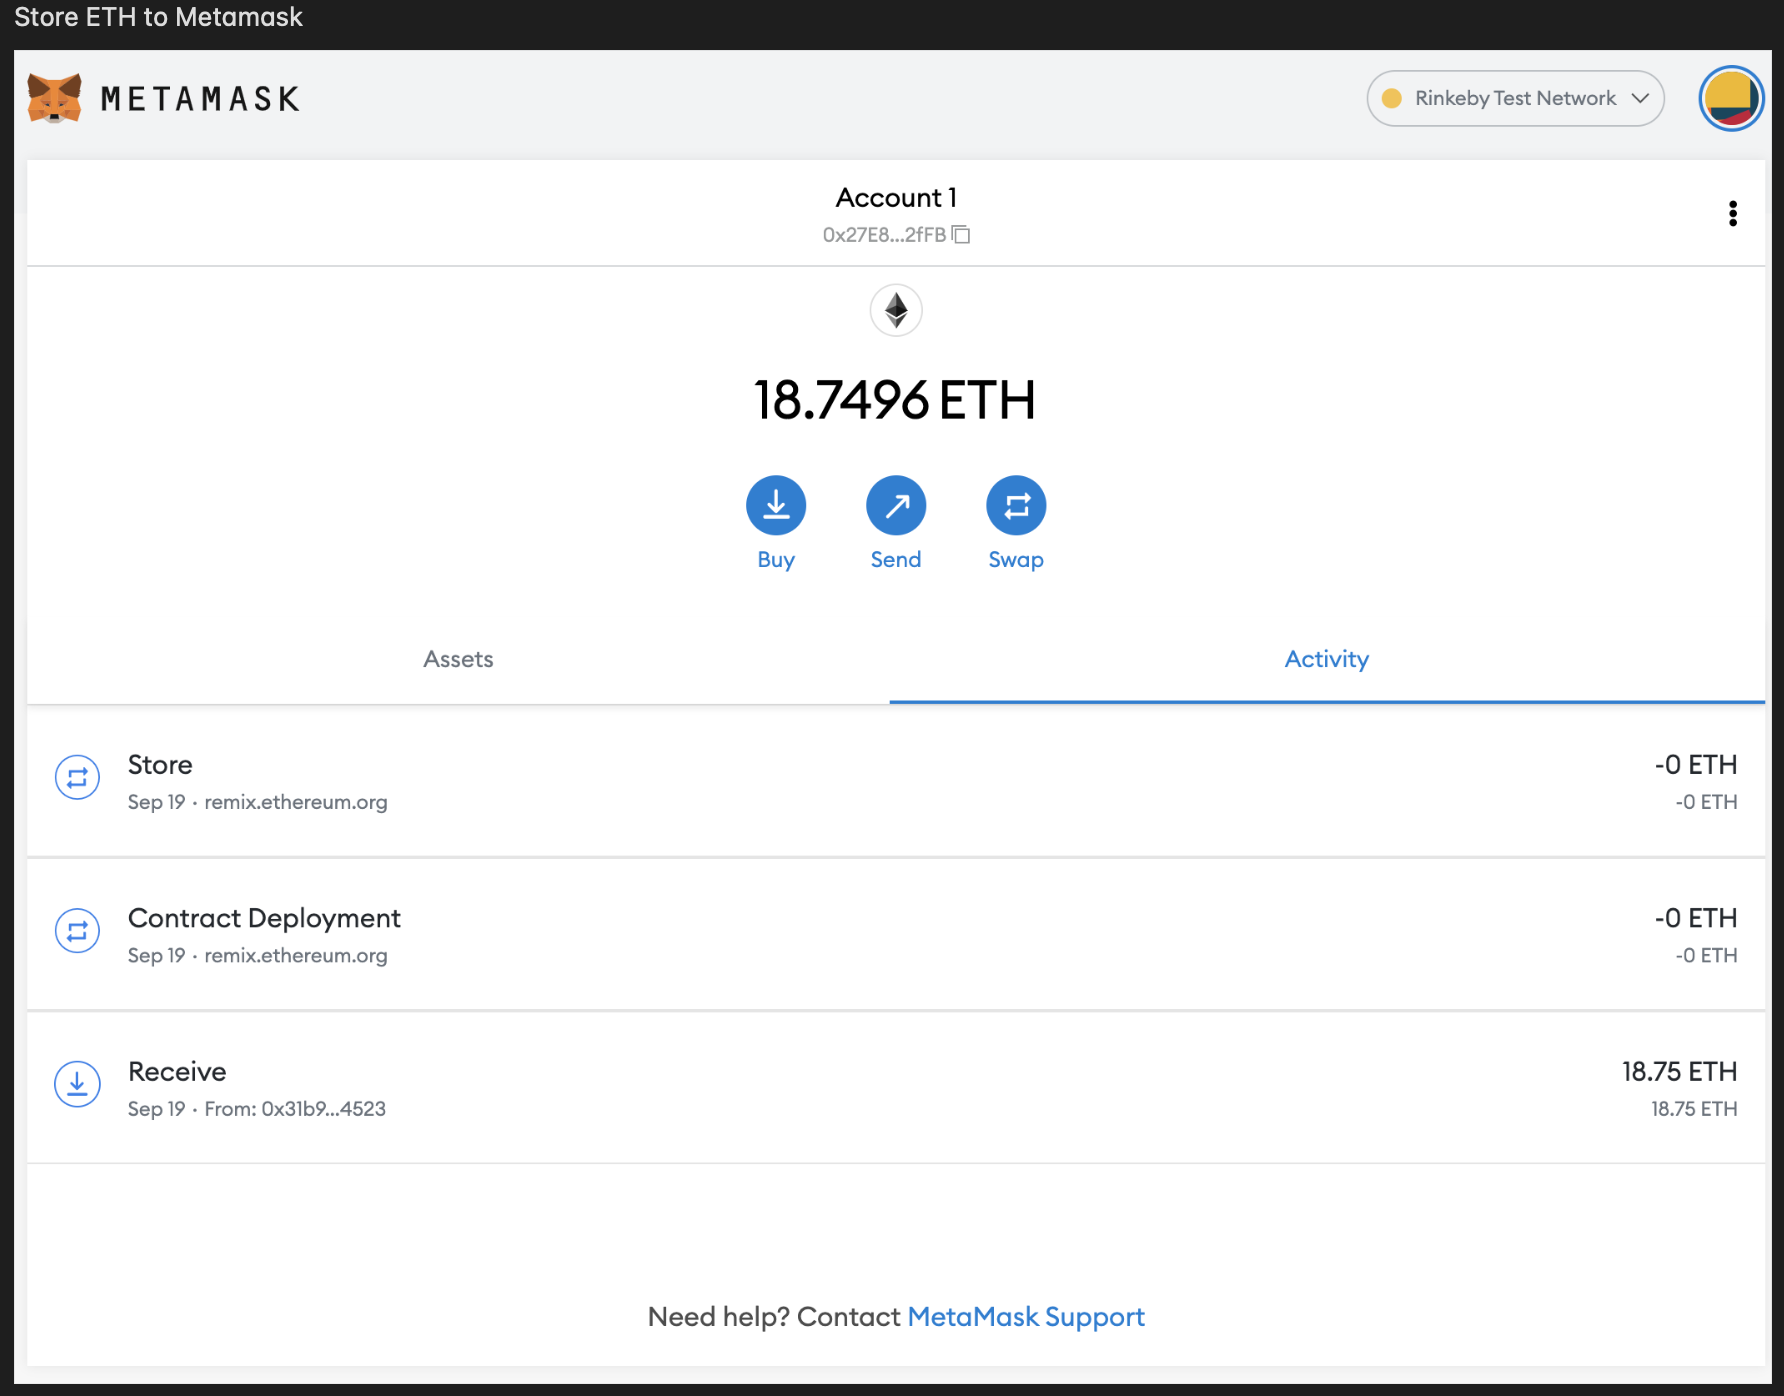 Store ETH to Metamask
METAMASK
Rinkeby Test Network
Account 1
0x27E8...2fFB
18.7496 ETH
Buy Send Swap
Assets Activity
Store -0 ETH
Sep 19 · remix.ethereum.org -0 ETH
Contract Deployment -0 ETH
Sep 19 · remix.ethereum.org -0 ETH
Receive 18.75 ETH
Sep 19 · From: 0x31b9...4523 18.75 ETH
Need help? Contact MetaMask Support